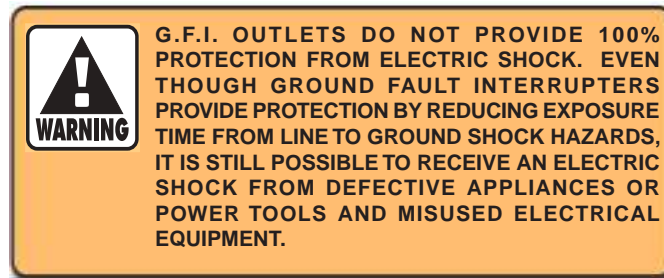 WARNING
G.F.I. OUTLETS DO NOT PROVIDE 100%
PROTECTION FROM ELECTRIC SHOCK. EVEN
THOUGH GROUND FAULT INTERRUPTERS
PROVIDE PROTECTION BY REDUCING EXPOSURE
TIME FROM LINE TO GROUND SHOCK HAZARDS,
IT IS STILL POSSIBLE TO RECEIVE AN ELECTRIC
SHOCK FROM DEFECTIVE APPLIANCES OR
POWER TOOLS AND MISUSED ELECTRICAL
EQUIPMENT.